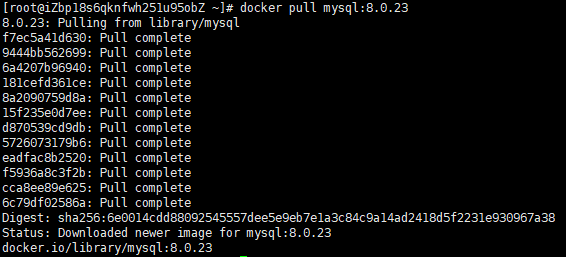 [root@iZbp18s6qknfwh251u95obZ ~]# docker pull mysql:8.0.23
8.0.23: Pulling from library/mysql
f7ec5a41d630: Pull complete
9444bb562699: Pull complete
6a4207b96940: Pull complete
181cefd361ce: Pull complete
8a2090759d8a: Pull complete
15f235e0d7ee: Pull complete
d870539cd9db: Pull complete
5726073179b6: Pull complete
eadfac8b2520: Pull complete
f5936a8c3f2b: Pull complete
cca8ee89e625: Pull complete
6c79df02586a: Pull complete
Digest: sha256:6e0014cdd88092545557dee5e9eb7e1a3c84c9a14ad2418d5f2231e930967a38
Status: Downloaded newer image for mysql:8.0.23
docker.io/library/mysql:8.0.23